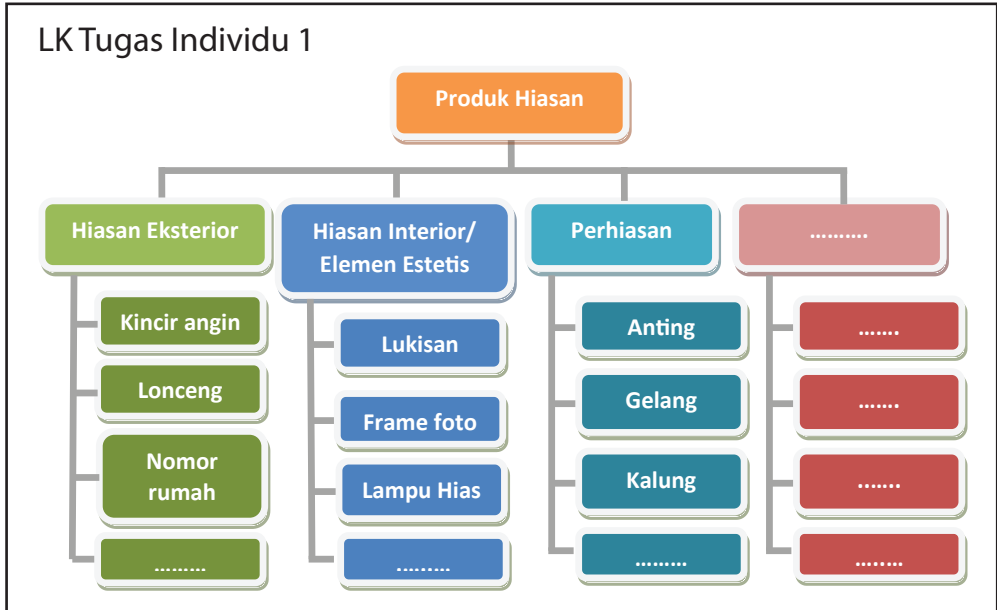 LK Tugas Individu 1
Produk Hiasan
Hiasan Eksterior
Kincir angin
Lonceng
Nomor
rumah
.........
Hiasan Interior/
Elemen Estetis
Lukisan
Frame foto
Lampu Hias
.........
Perhiasan
Anting
Gelang
Kalung
.........
..........
.......
.......
.......
.........